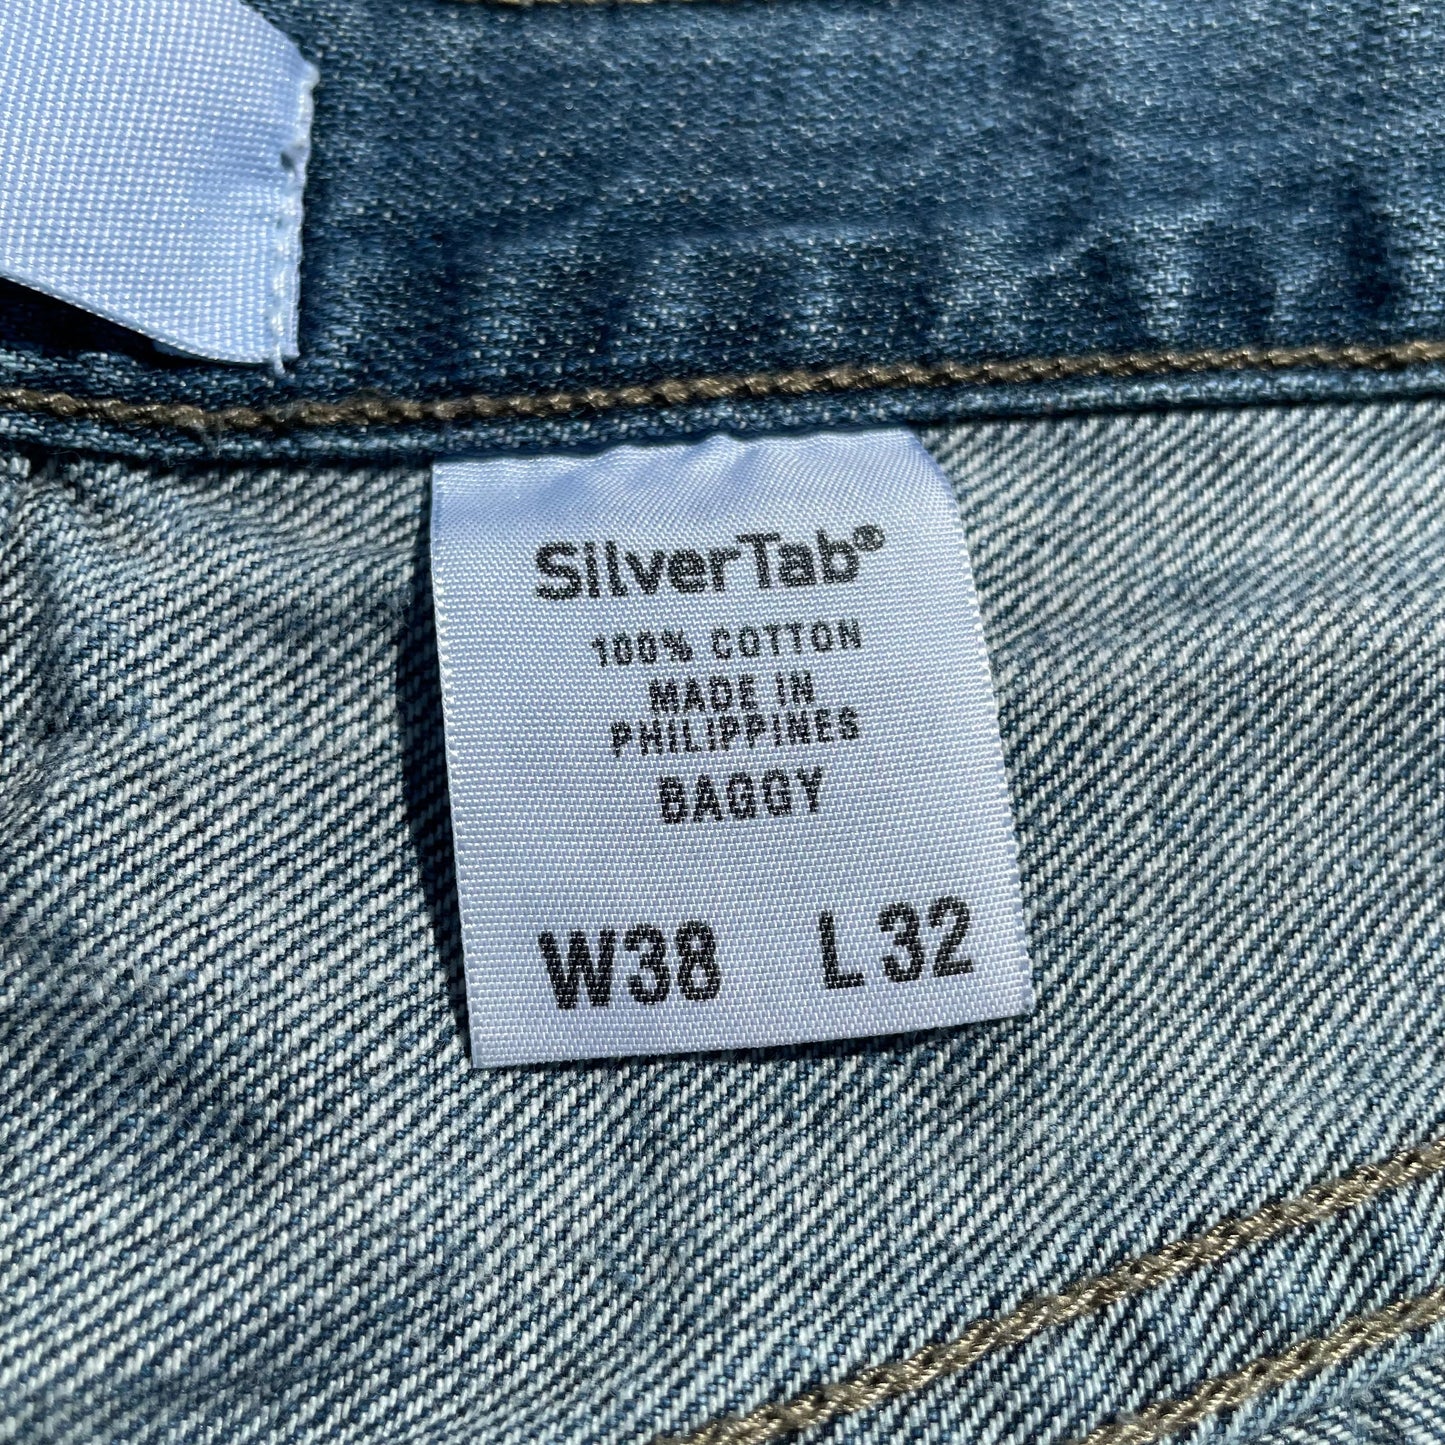 SilverTab®
100% COTTON
MADE IN
PHILIPPINES
BAGGY
W38 L32